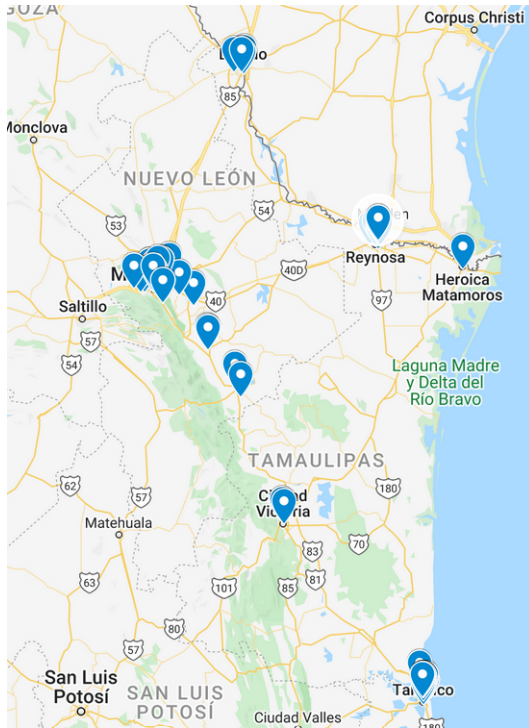 GOZA
Corpus Christi
85
Monclova
NUEVO LEÓN
53
54
Reynosa
40D
Heroica
Matamoros
40
97
Saltillo
57
54
Laguna Madre
y Delta del
Río Bravo
TAMAULIPAS
62
57
180
Matehuala
83
70
63
101
85
81
80
San Luis
Potosí
SAN LUIS
POTOSÍ
Ciudad Valles
180